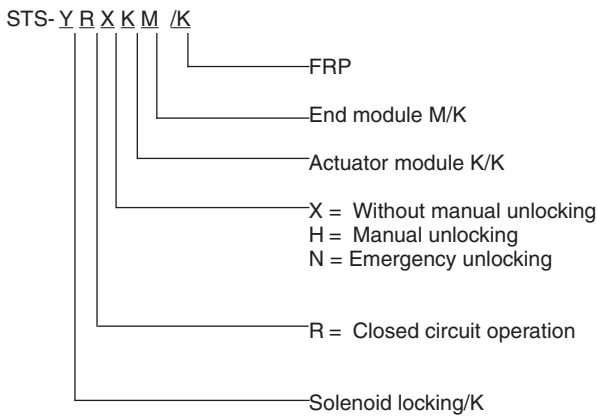 STS- Y R X K M /K
FRP
End module M/K
Actuator module K/K
X = Without manual unlocking
H = Manual unlocking
N = Emergency unlocking
R = Closed circuit operation
Solenoid locking/K